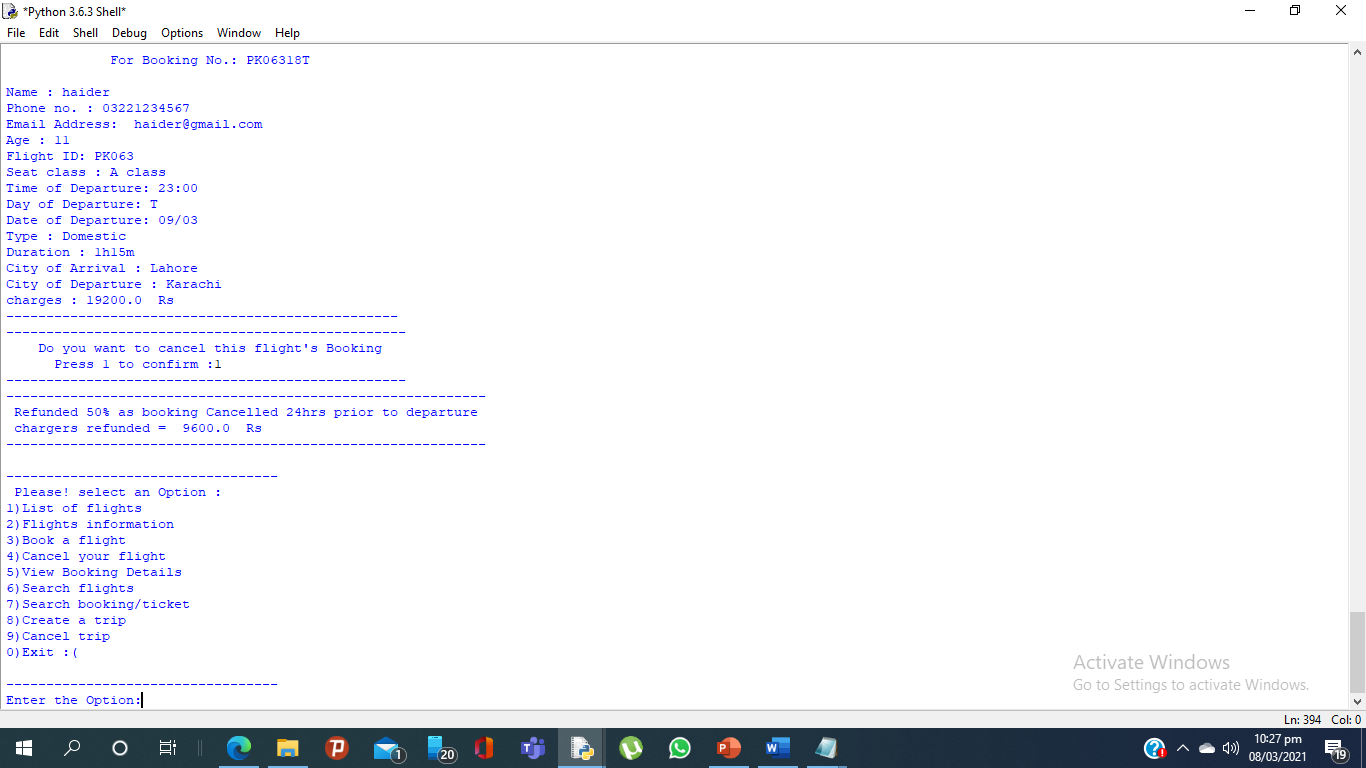 *Python 3.6.3 Shell*
File Edit Shell Debug Options Window Help
For Booking No.: PK06318T
Name : haider
Phone no. : 03221234567
Email Address:  haider@gmail.com
Age : 11
Flight ID: PK063
Seat class : A class
Time of Departure: 23:00
Day of Departure: T
Date of Departure: 09/03
Type : Domestic
Duration : 1h15m
City of Arrival : Lahore
City of Departure : Karachi
charges : 19200.0  Rs
-------------------------------------------------
--------------------------------------------------
Do you want to cancel this flight's Booking
Press 1 to confirm :1
--------------------------------------------------
------------------------------------------------------------
Refunded 50% as booking Cancelled 24hrs prior to departure
chargers refunded =  9600.0  Rs
------------------------------------------------------------
----------------------------------
Please! select an Option :
1)List of flights
2)Flights information
3)Book a flight
4)Cancel your flight
5)View Booking Details
6)Search flights
7)Search booking/ticket
8)Create a trip
9)Cancel trip
0)Exit :(
----------------------------------
Enter the Option:
Activate Windows
Go to Settings to activate Windows.
Ln: 394 Col: 0
1
20
10:27 pm
08/03/2021
19